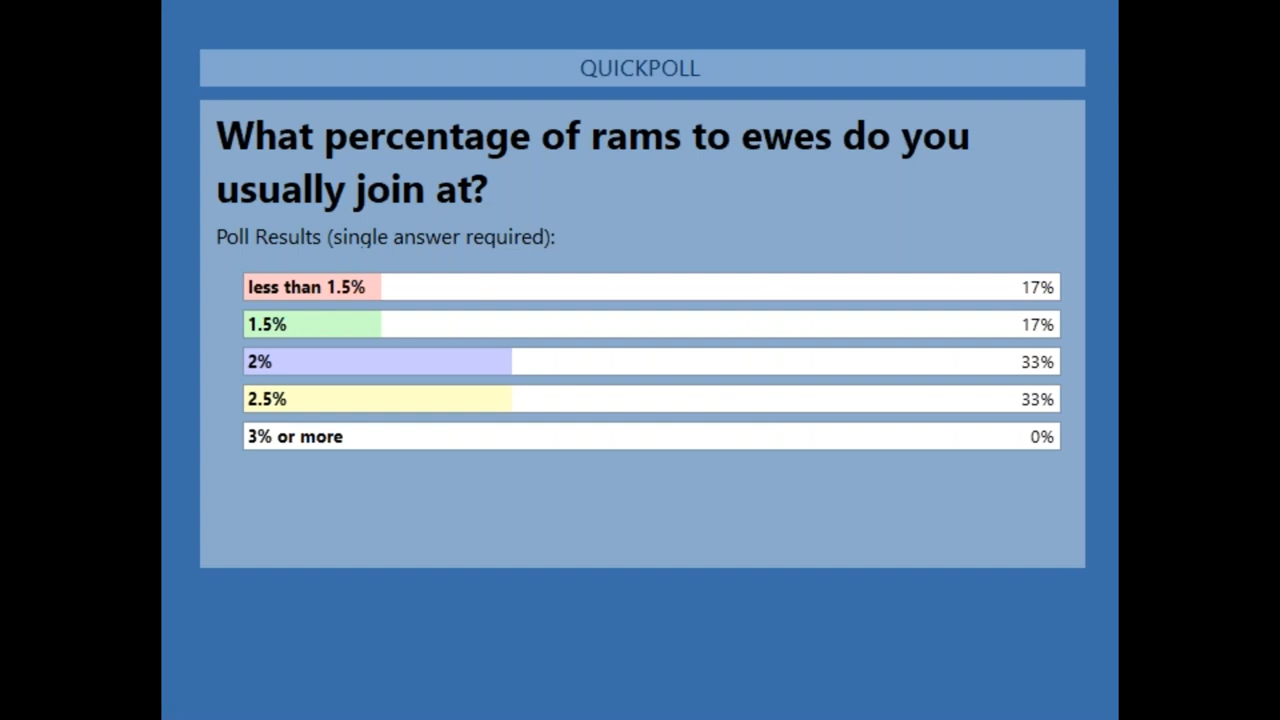 QUICKPOLL
What percentage of rams to ewes do you
usually join at?
Poll Results (single answer required):
less than 1.5% 17%
1.5% 17%
2% 33%
2.5% 33%
3% or more 0%